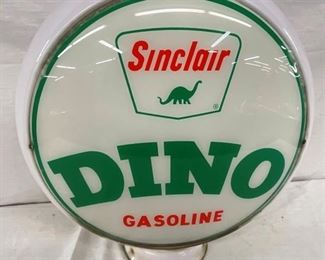 Sinclair
®
DINO
GASOLINE